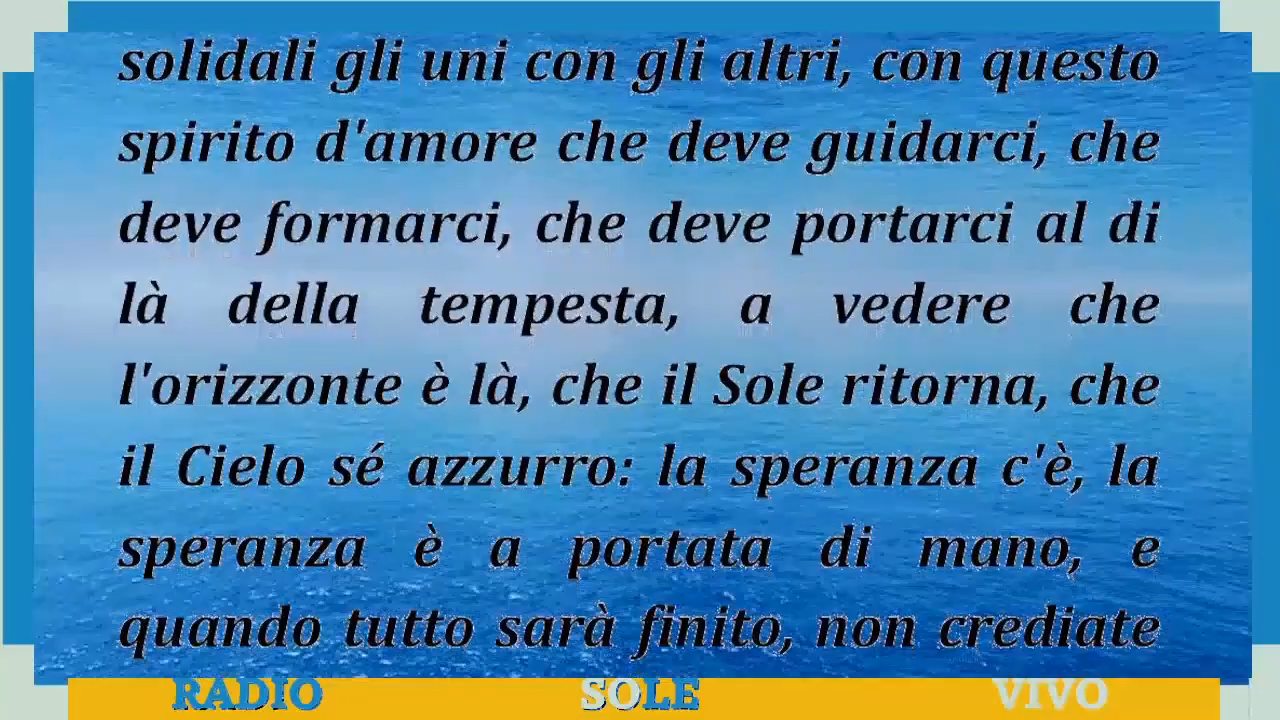 solidali gli uni con gli altri, con questo
spirito d'amore che deve guidarci, che
deve formarci, che deve portarci al di
là della tempesta, a vedere che
l'orizzonte è là, che il Sole ritorna, che
il Cielo sé azzurro: la speranza c'è, la
speranza è a portata di mano, e
quando tutto sarà finito, non crediate
RADIO SOLE VIVO